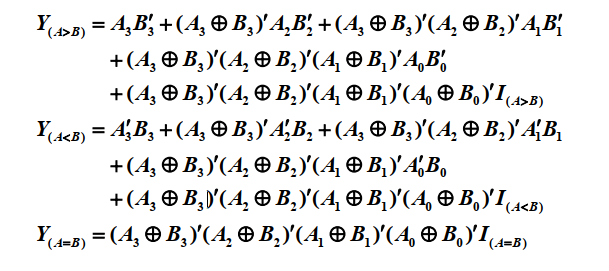 Y(A>B) = A₃B₃′ + (A₃ ⊕ B₃)′A₂B₂′ + (A₃ ⊕ B₃)′(A₂ ⊕ B₂)′A₁B₁′
+ (A₃ ⊕ B₃)′(A₂ ⊕ B₂)′(A₁ ⊕ B₁)′A₀B₀′
+ (A₃ ⊕ B₃)′(A₂ ⊕ B₂)′(A₁ ⊕ B₁)′(A₀ ⊕ B₀)′I(A>B)
Y(A<B) = A₃′B₃ + (A₃ ⊕ B₃)′A₂′B₂ + (A₃ ⊕ B₃)′(A₂ ⊕ B₂)′A₁′B₁
+ (A₃ ⊕ B₃)′(A₂ ⊕ B₂)′(A₁ ⊕ B₁)′A₀′B₀
+ (A₃ ⊕ B₃)′(A₂ ⊕ B₂)′(A₁ ⊕ B₁)′(A₀ ⊕ B₀)′I(A<B)
Y(A=B) = (A₃ ⊕ B₃)′(A₂ ⊕ B₂)′(A₁ ⊕ B₁)′(A₀ ⊕ B₀)′I(A=B)